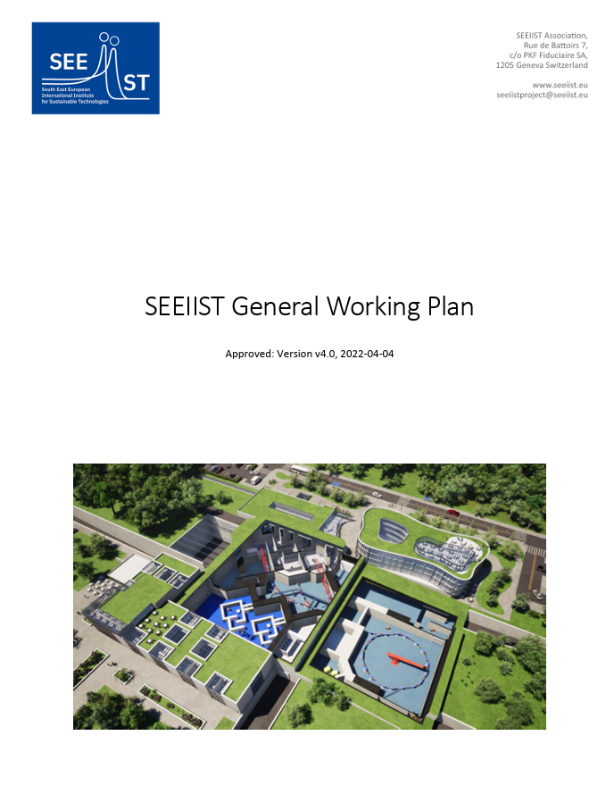 SEE
IST
South East European
International Institute
for Sustainable Technologies
SEEIIST Association,
Rue de Battoirs 7,
c/o PKF Fiduciaire SA,
1205 Geneva Switzerland
www.seeiist.eu
seeiistproject@seeiist.eu
SEEIIST General Working Plan
Approved: Version v4.0, 2022-04-04